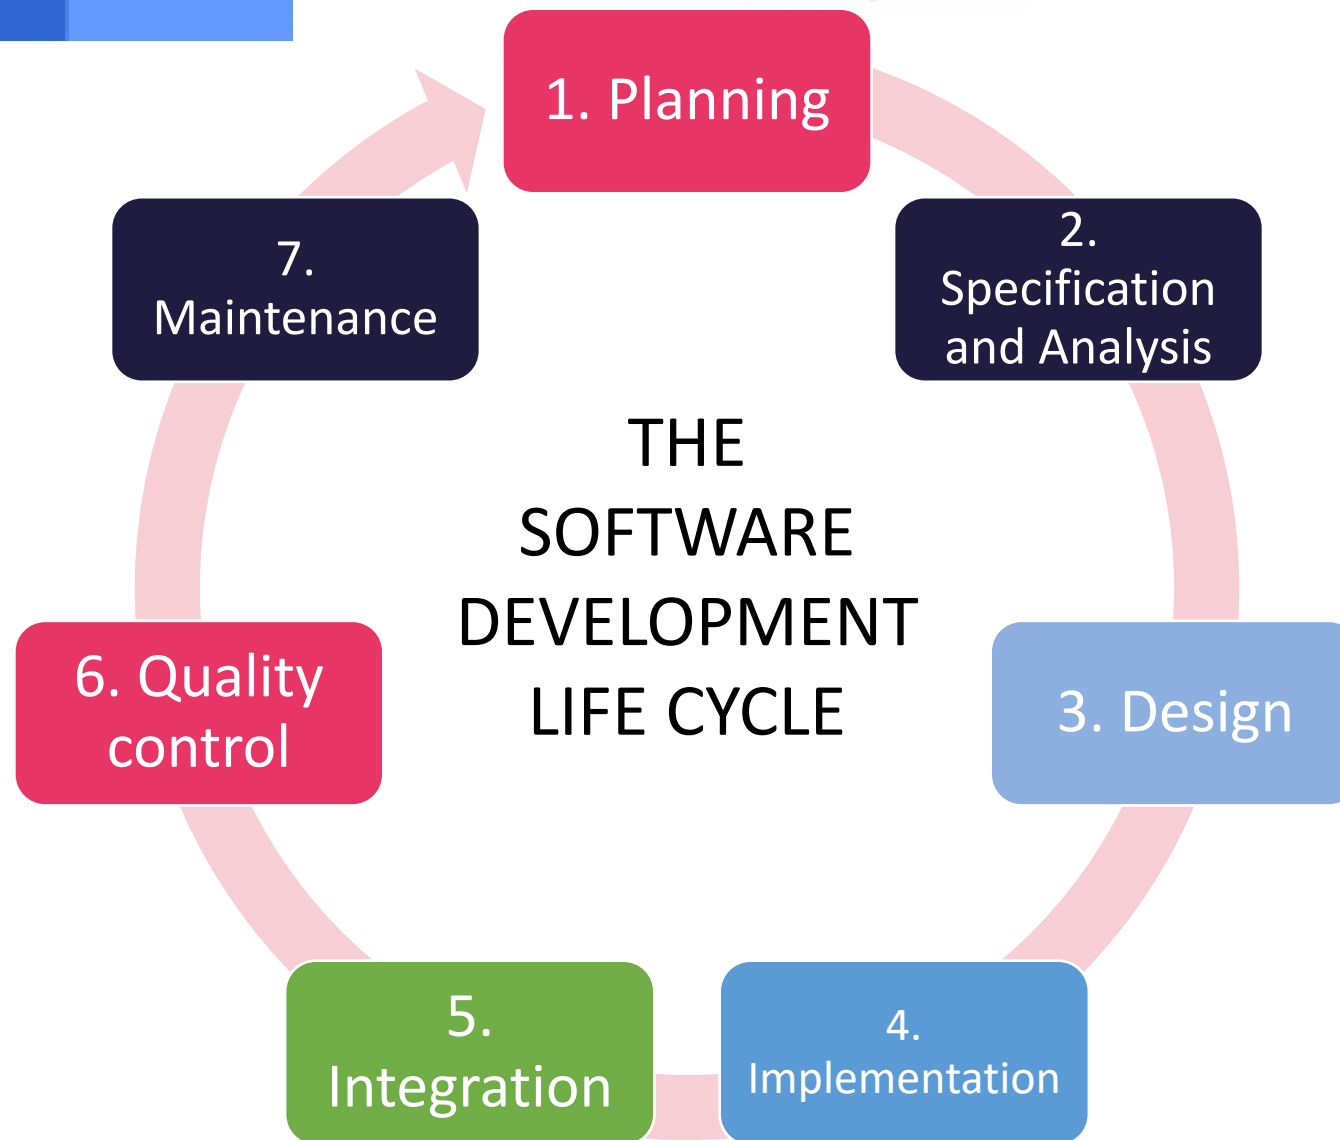 1. Planning
2.
Specification
and Analysis
3. Design
4.
Implementation
5.
Integration
6. Quality
control
7.
Maintenance
THE
SOFTWARE
DEVELOPMENT
LIFE CYCLE